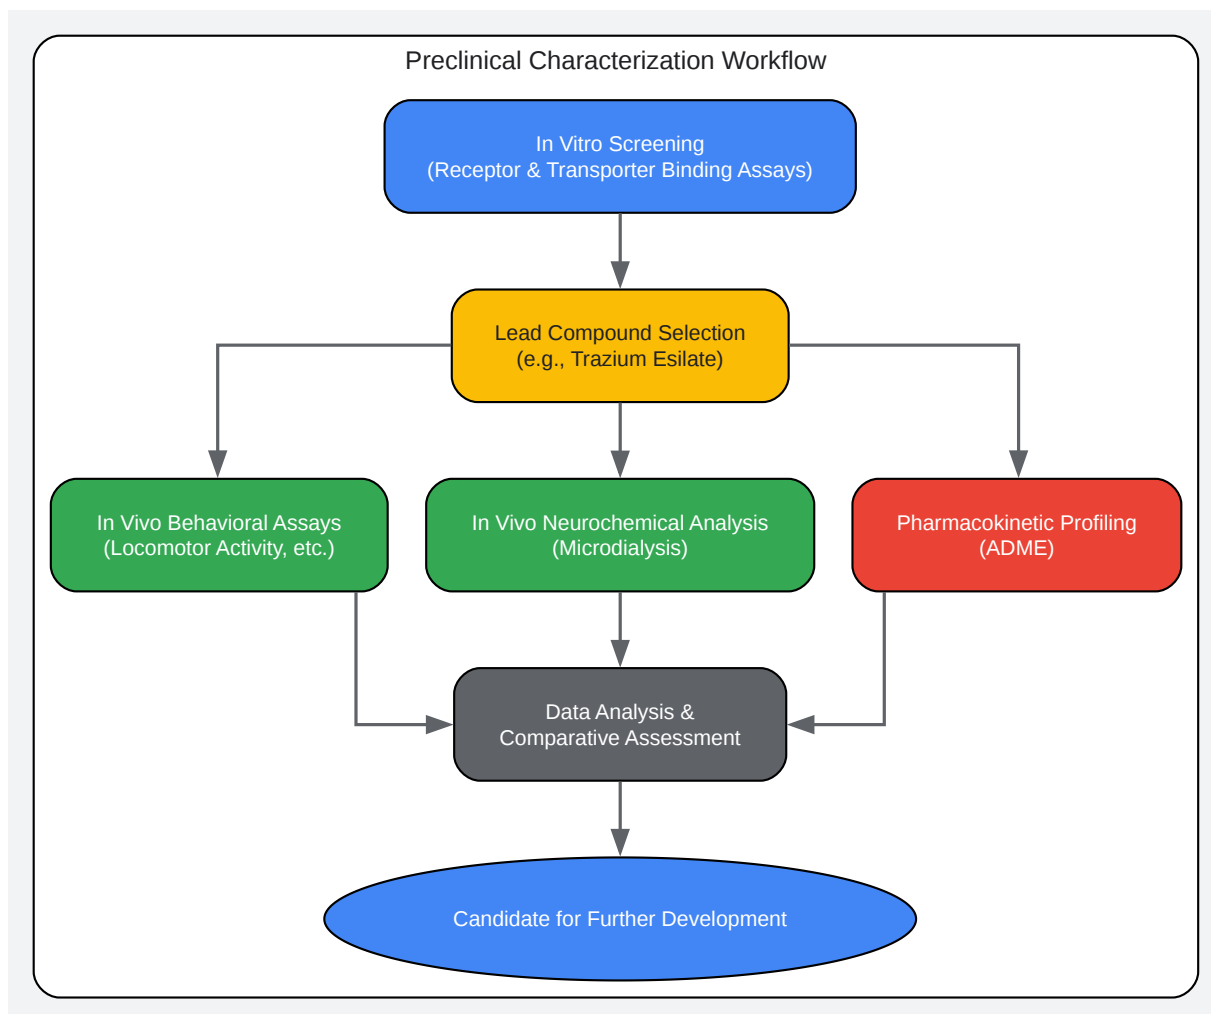 Preclinical Characterization Workflow
In Vitro Screening
(Receptor & Transporter Binding Assays)
Lead Compound Selection
(e.g., Trazium Esilate)
In Vivo Behavioral Assays
(Locomotor Activity, etc.)
In Vivo Neurochemical Analysis
(Microdialysis)
Pharmacokinetic Profiling
(ADME)
Data Analysis &
Comparative Assessment
Candidate for Further Development